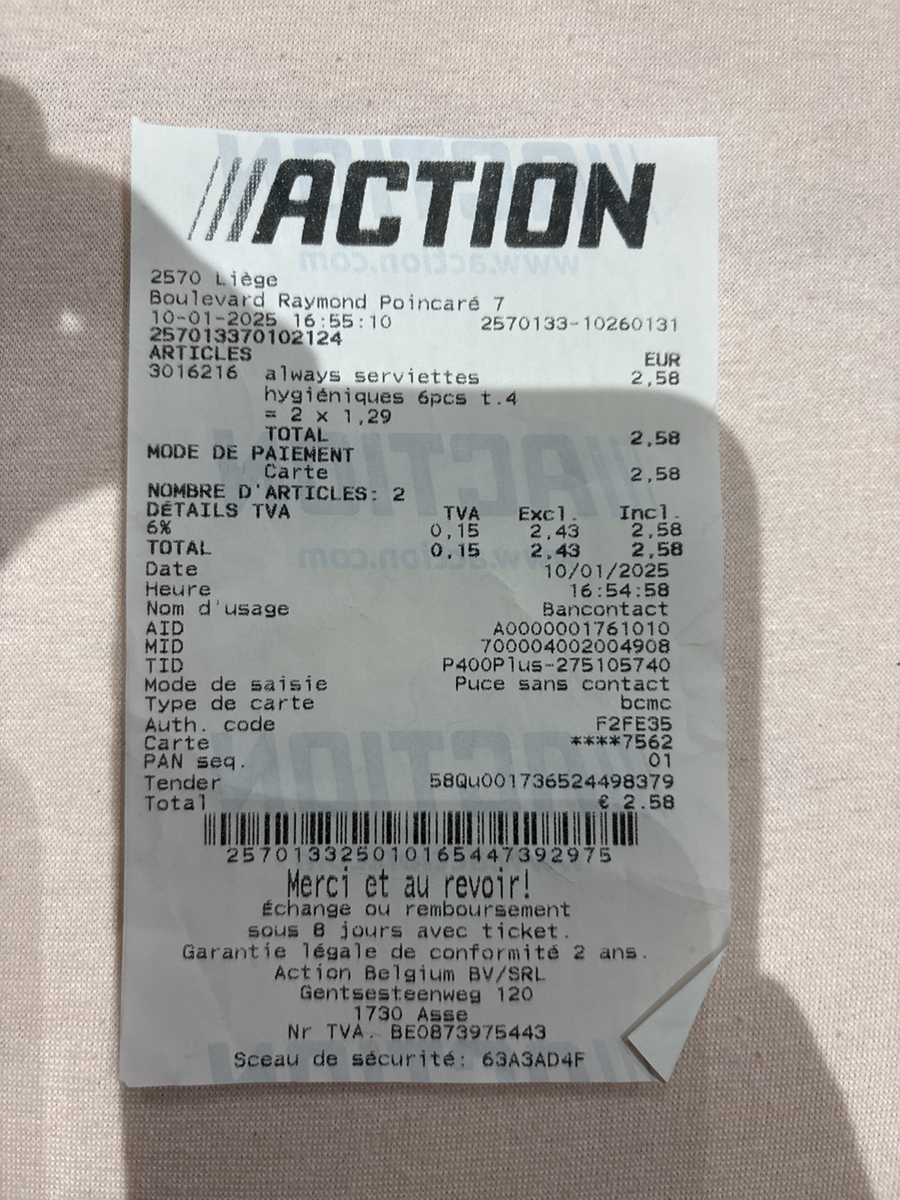 ///ACTION
2570 Liège
Boulevard Raymond Poincaré 7
10-01-2025 16:55:10 2570133-10260131
257013370102124
ARTICLES EUR
3016216 always serviettes 2,58
hygiéniques 6pcs t.4
= 2 x 1,29
TOTAL 2,58
MODE DE PAIEMENT
Carte 2,58
NOMBRE D'ARTICLES: 2
DÉTAILS TVA TVA Excl. Incl.
6% 0,15 2,43 2,58
TOTAL 0,15 2,43 2,58
Date 10/01/2025
Heure 16:54:58
Nom d'usage Bancontact
AID A0000001761010
MID 700004002004908
TID P400Plus-275105740
Mode de saisie Puce sans contact
Type de carte bcmc
Auth. code F2FE35
Carte ****7562
PAN seq. 01
Tender 58Qu001736524498379
Total € 2.58
257013325010165447392975
Merci et au revoir!
Échange ou remboursement
sous 8 jours avec ticket.
Garantie légale de conformité 2 ans.
Action Belgium BV/SRL
Gentsesteenweg 120
1730 Asse
Nr TVA. BE0873975443
Sceau de sécurité: 63A3AD4F